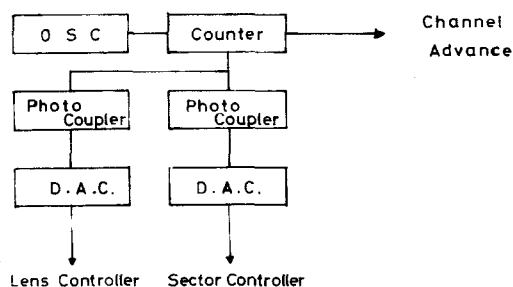 O S C
Counter
Channel
Advance
Photo
Coupler
Photo
Coupler
D. A. C.
D. A. C.
Lens Controller
Sector Controller